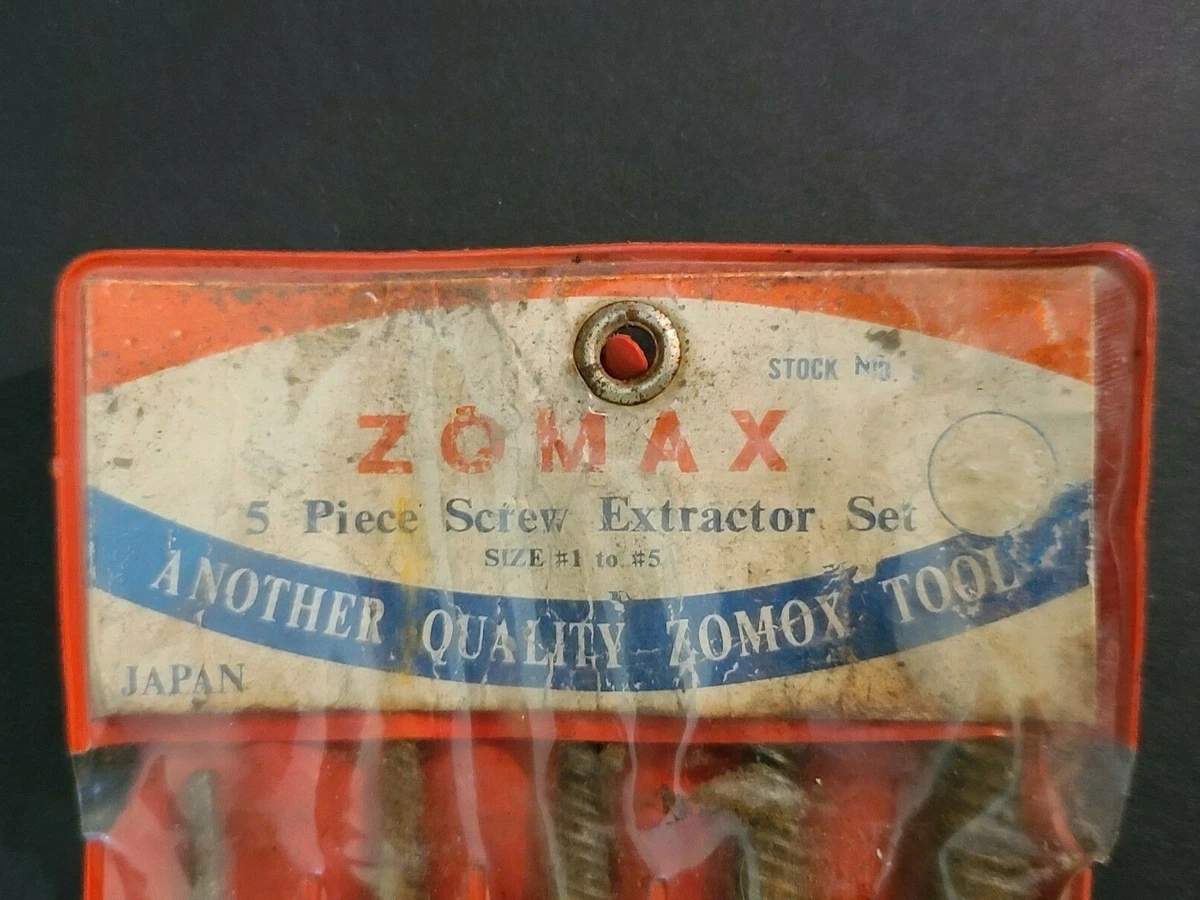 STOCK NO.
ZOMAX
5 Piece Screw Extractor Set
SIZE #1 to #5
ANOTHER QUALITY ZOMOX TOOL
JAPAN